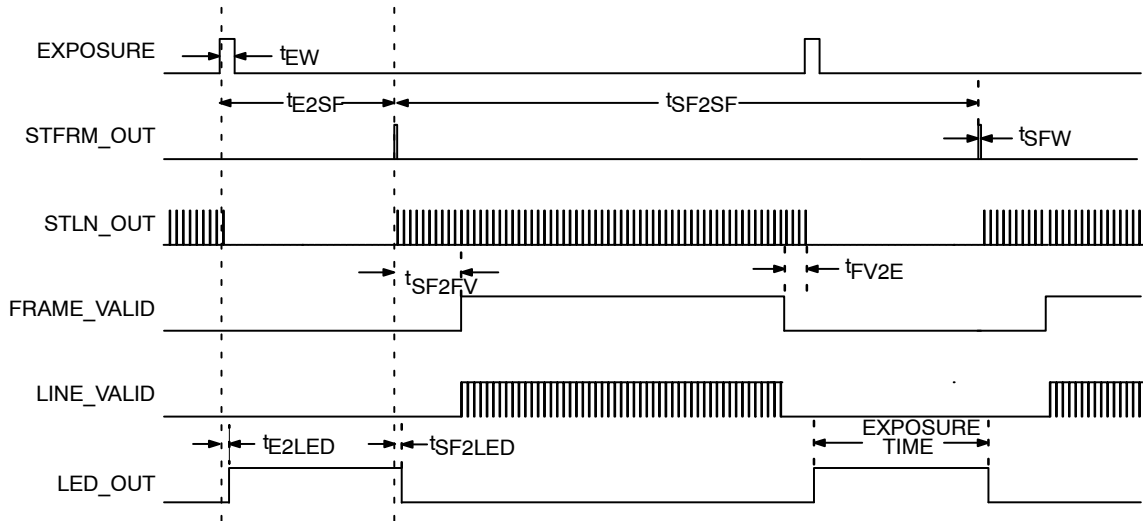 EXPOSURE
tEW
tE2SF
tSF2SF
STFRM_OUT
tSFW
STLN_OUT
tSF2FV
tFV2E
FRAME_VALID
LINE_VALID
tE2LED
tSF2LED
EXPOSURE
TIME
LED_OUT